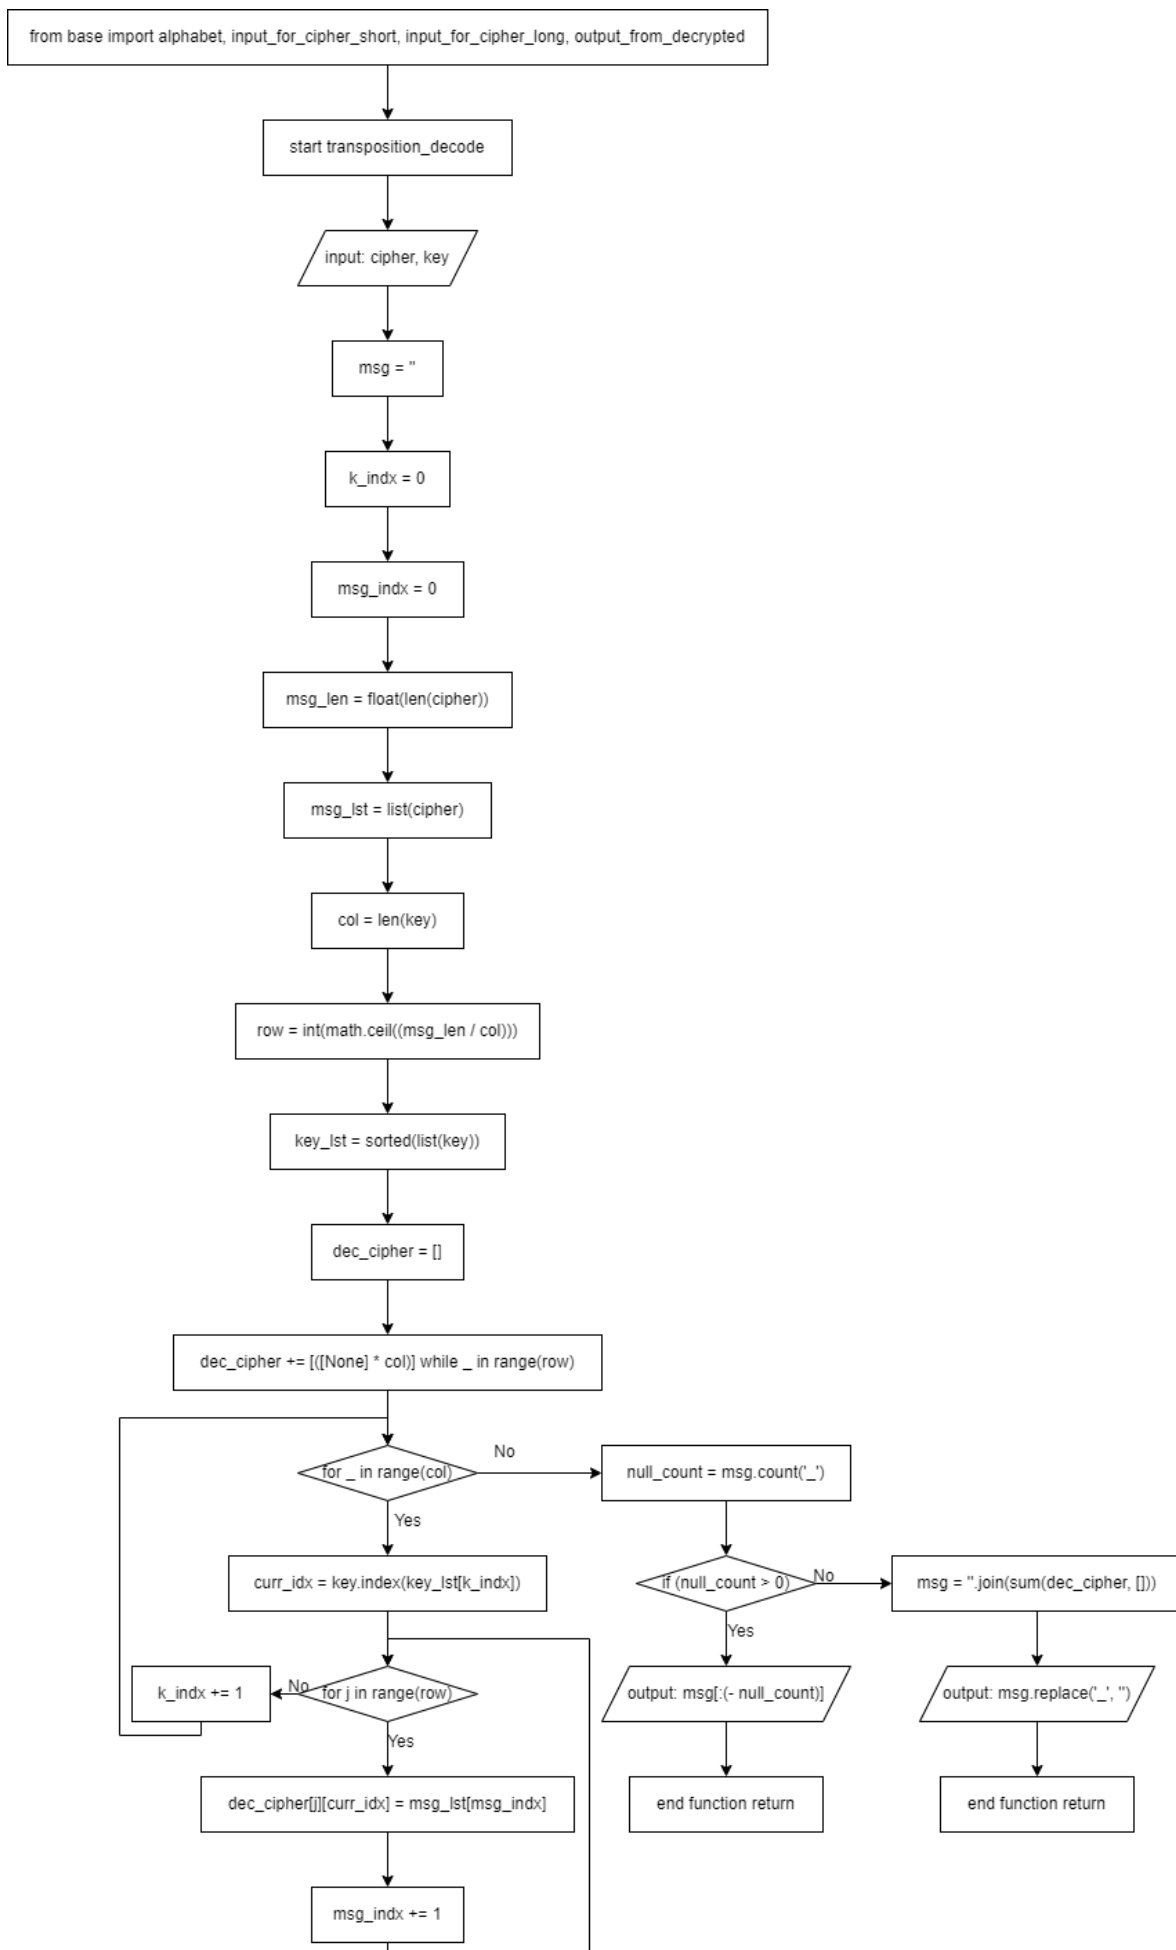 from base import alphabet, input_for_cipher_short, input_for_cipher_long, output_from_decrypted
start transposition_decode
input: cipher, key
msg = ''
k_indx = 0
msg_indx = 0
msg_len = float(len(cipher))
msg_lst = list(cipher)
col = len(key)
row = int(math.ceil((msg_len / col)))
key_lst = sorted(list(key))
dec_cipher = []
dec_cipher += [([None] * col)] while _ in range(row)
for _ in range(col)
No
null_count = msg.count('_')
Yes
curr_idx = key.index(key_lst[k_indx])
if (null_count > 0)
No
msg = ''.join(sum(dec_cipher, []))
Yes
k_indx += 1
No
for j in range(row)
output: msg[:(- null_count)]
output: msg.replace('_', '')
Yes
dec_cipher[j][curr_idx] = msg_lst[msg_indx]
end function return
end function return
msg_indx += 1